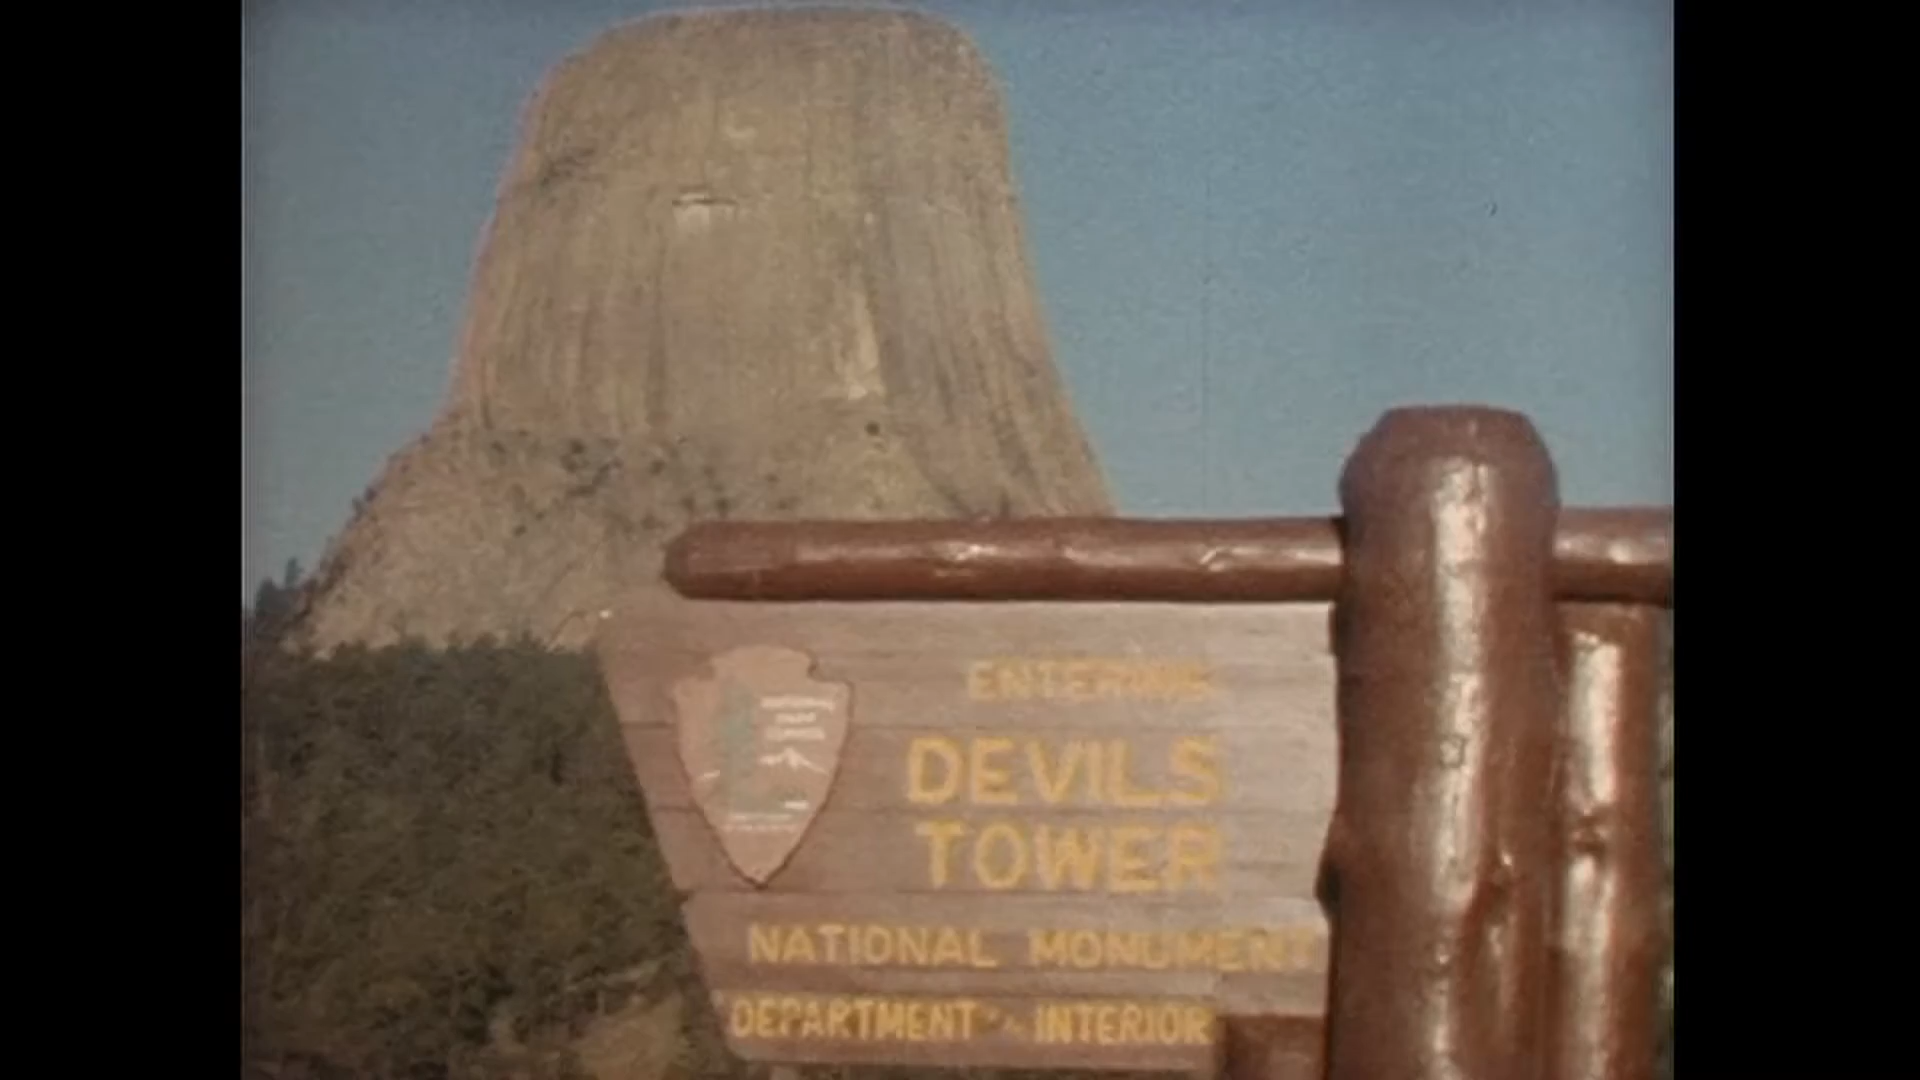 ENTERING
DEVILS
TOWER
NATIONAL MONUMENT
DEPARTMENT INTERIOR